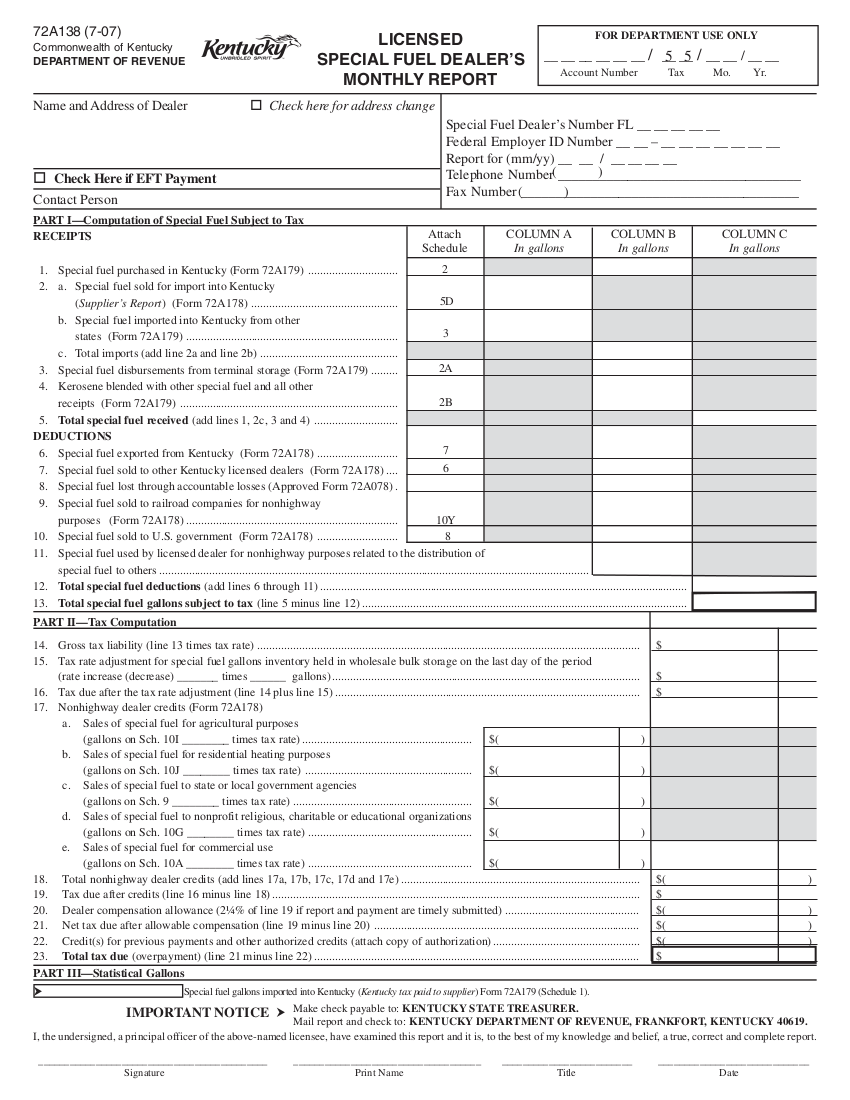 72A138 (7-07)
Commonwealth of Kentucky
DEPARTMENT OF REVENUE
Kentucky
UNBRIDLED SPIRIT
LICENSED
SPECIAL FUEL DEALER'S
MONTHLY REPORT
FOR DEPARTMENT USE ONLY
__ __ __ __ __ __ / 5 5 / __ __ / __ __
Account Number Tax Mo. Yr.
Name and Address of Dealer ☐ Check here for address change
☐ Check Here if EFT Payment
Contact Person
Special Fuel Dealer's Number FL __ __ __ __ __
Federal Employer ID Number __ __ – __ __ __ __ __ __ __
Report for (mm/yy) __ __ / __ __ __ __
Telephone Number ( )
Fax Number ( )
PART I—Computation of Special Fuel Subject to Tax
RECEIPTS
Attach Schedule
COLUMN A In gallons
COLUMN B In gallons
COLUMN C In gallons
1. Special fuel purchased in Kentucky (Form 72A179) 2
2. a. Special fuel sold for import into Kentucky
(Supplier's Report) (Form 72A178) 5D
b. Special fuel imported into Kentucky from other
states (Form 72A179) 3
c. Total imports (add line 2a and line 2b)
3. Special fuel disbursements from terminal storage (Form 72A179) 2A
4. Kerosene blended with other special fuel and all other
receipts (Form 72A179) 2B
5. Total special fuel received (add lines 1, 2c, 3 and 4)
DEDUCTIONS
6. Special fuel exported from Kentucky (Form 72A178) 7
7. Special fuel sold to other Kentucky licensed dealers (Form 72A178) 6
8. Special fuel lost through accountable losses (Approved Form 72A078)
9. Special fuel sold to railroad companies for nonhighway
purposes (Form 72A178) 10Y
10. Special fuel sold to U.S. government (Form 72A178) 8
11. Special fuel used by licensed dealer for nonhighway purposes related to the distribution of
special fuel to others
12. Total special fuel deductions (add lines 6 through 11)
13. Total special fuel gallons subject to tax (line 5 minus line 12)
PART II—Tax Computation
14. Gross tax liability (line 13 times tax rate) $
15. Tax rate adjustment for special fuel gallons inventory held in wholesale bulk storage on the last day of the period
(rate increase (decrease) _______ times ______ gallons) $
16. Tax due after the tax rate adjustment (line 14 plus line 15) $
17. Nonhighway dealer credits (Form 72A178)
a. Sales of special fuel for agricultural purposes
(gallons on Sch. 10I ________ times tax rate) $( )
b. Sales of special fuel for residential heating purposes
(gallons on Sch. 10J ________ times tax rate) $( )
c. Sales of special fuel to state or local government agencies
(gallons on Sch. 9 ________ times tax rate) $( )
d. Sales of special fuel to nonprofit religious, charitable or educational organizations
(gallons on Sch. 10G ________ times tax rate) $( )
e. Sales of special fuel for commercial use
(gallons on Sch. 10A ________ times tax rate) $( )
18. Total nonhighway dealer credits (add lines 17a, 17b, 17c, 17d and 17e) $( )
19. Tax due after credits (line 16 minus line 18) $
20. Dealer compensation allowance (2¼% of line 19 if report and payment are timely submitted) $( )
21. Net tax due after allowable compensation (line 19 minus line 20) $(
22. Credit(s) for previous payments and other authorized credits (attach copy of authorization) $( )
23. Total tax due (overpayment) (line 21 minus line 22) $
PART III—Statistical Gallons
➤ Special fuel gallons imported into Kentucky (Kentucky tax paid to supplier) Form 72A179 (Schedule 1).
IMPORTANT NOTICE ➤ Make check payable to: KENTUCKY STATE TREASURER.
Mail report and check to: KENTUCKY DEPARTMENT OF REVENUE, FRANKFORT, KENTUCKY 40619.
I, the undersigned, a principal officer of the above-named licensee, have examined this report and it is, to the best of my knowledge and belief, a true, correct and complete report.
Signature Print Name Title Date